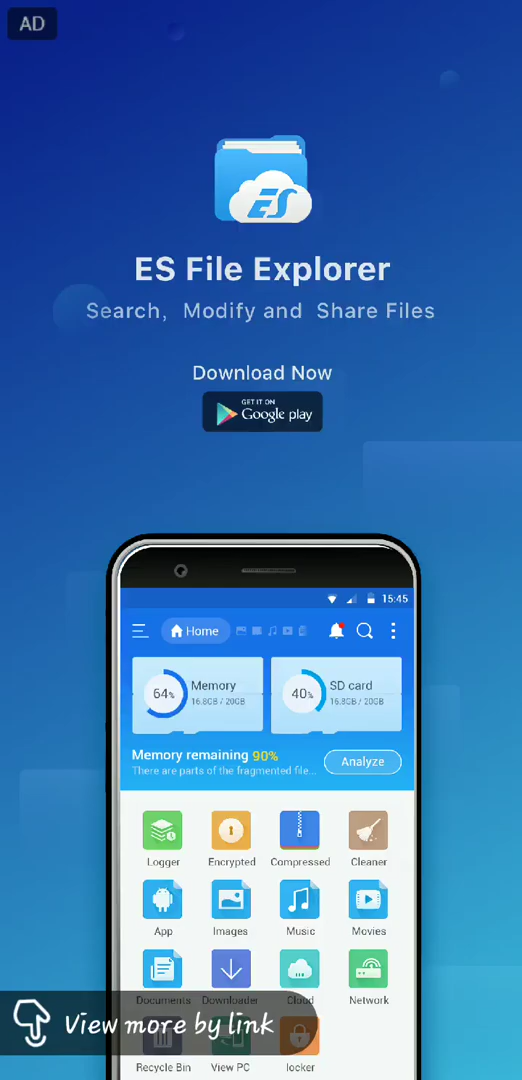 AD
ES
ES File Explorer
Search, Modify and Share Files
Download Now
GET IT ON
Google play
15:45
Home
64% Memory
16.8GB / 20GB
40% SD card
16.8GB / 20GB
Memory remaining 90%
There are parts of the fragmented file...
Analyze
Logger Encrypted Compressed Cleaner
App Images Music Movies
Documents Downloader Cloud Network
View more by link
Recycle Bin View PC locker